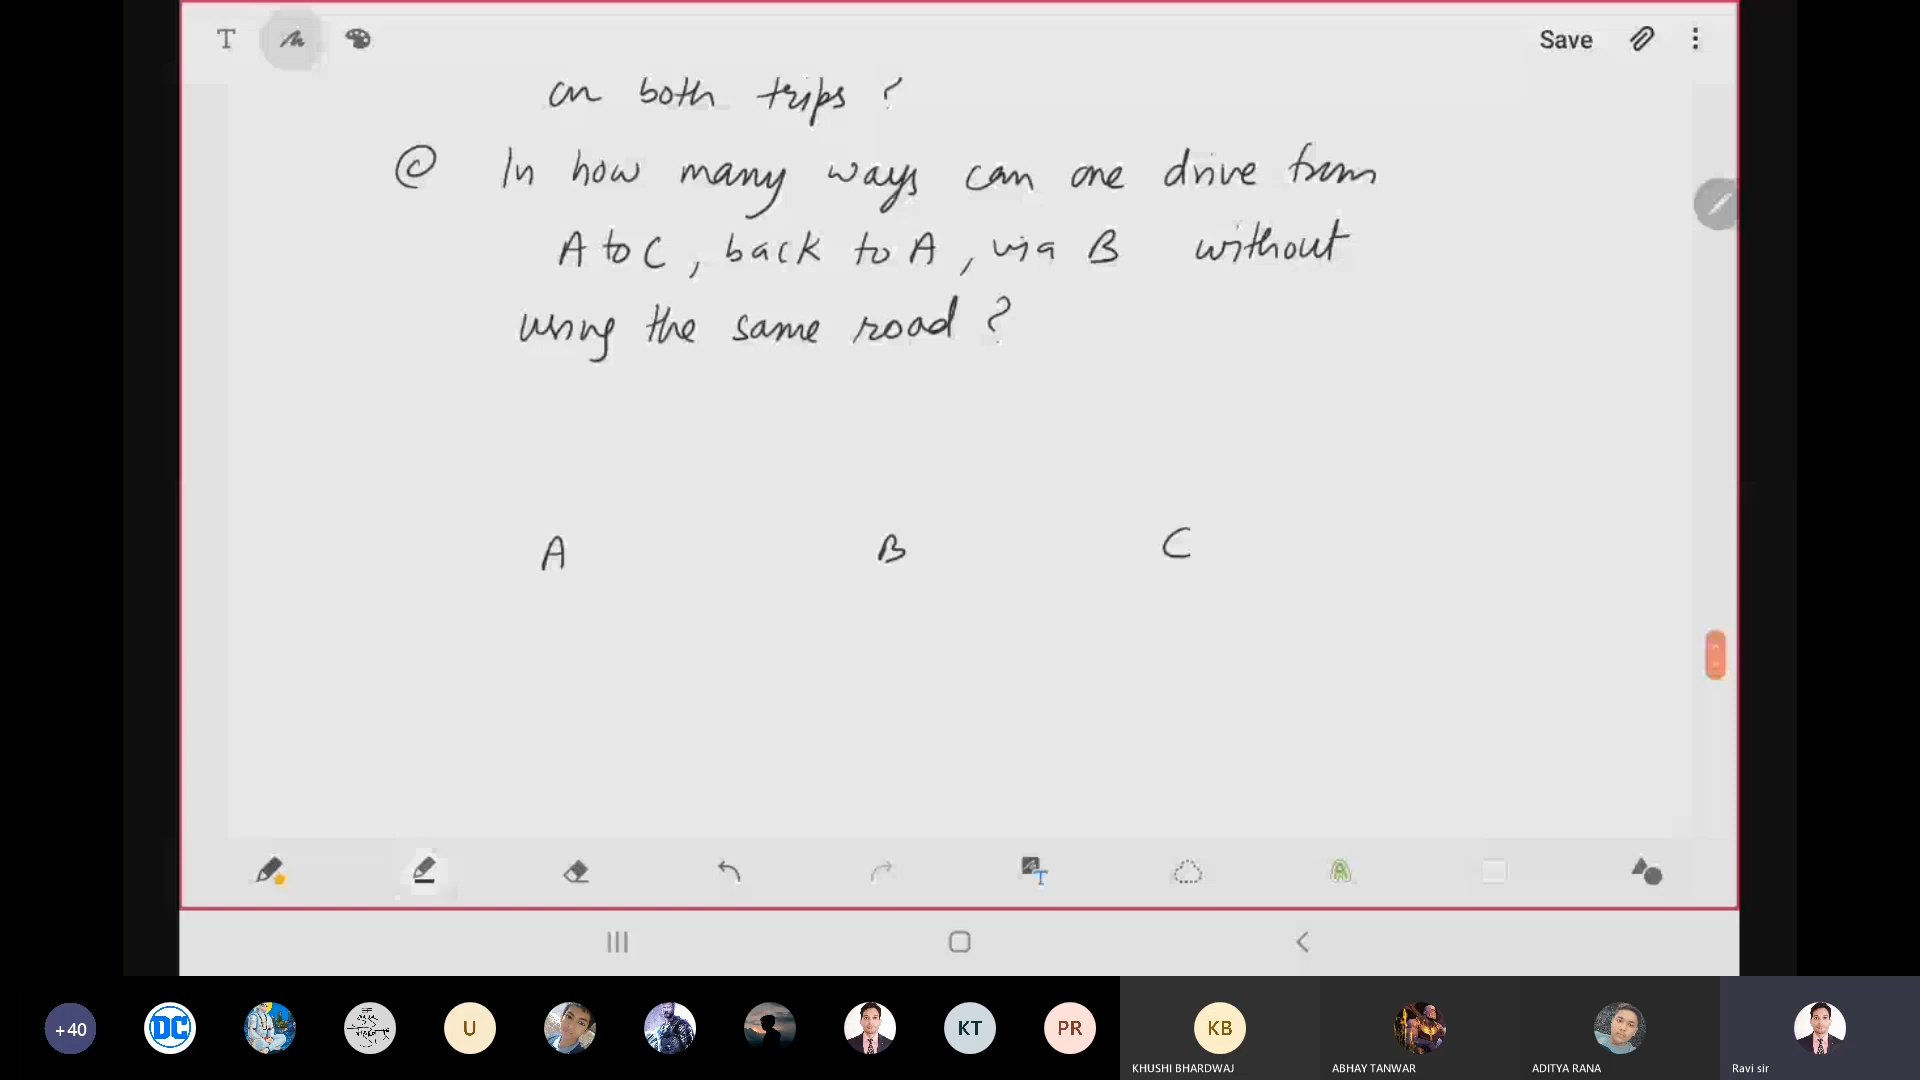 T
Save
on both trips ?
ⓔ In how many ways can one drive from
A to C, back to A, via B without
using the same road ?
A B C
+40
DC
U
KT
PR
KB
KHUSHI BHARDWAJ
ABHAY TANWAR
ADITYA RANA
Ravi sir